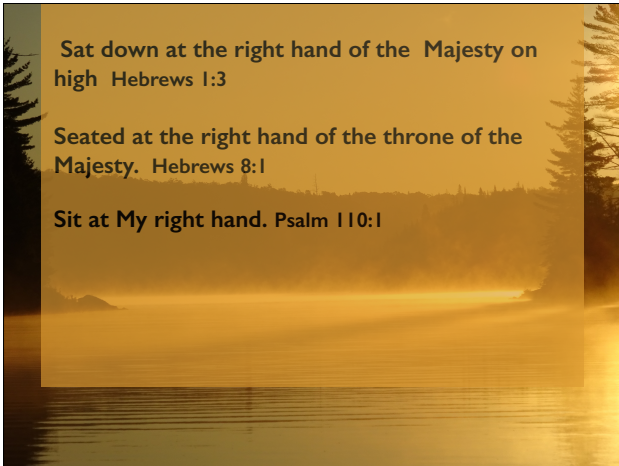 Sat down at the right hand of the Majesty on
high Hebrews 1:3
Seated at the right hand of the throne of the
Majesty. Hebrews 8:1
Sit at My right hand. Psalm 110:1